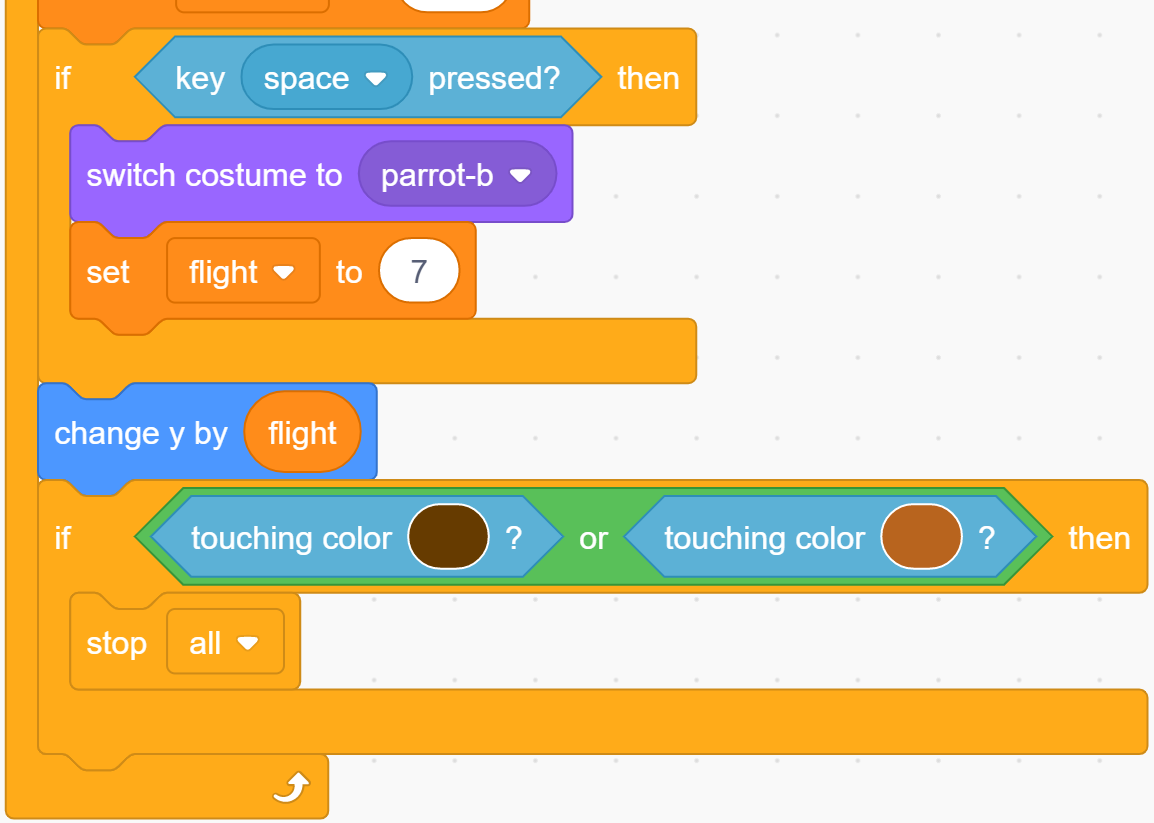 if key space pressed? then
switch costume to parrot-b
set flight to 7
change y by flight
if touching color ? or touching color ? then
stop all